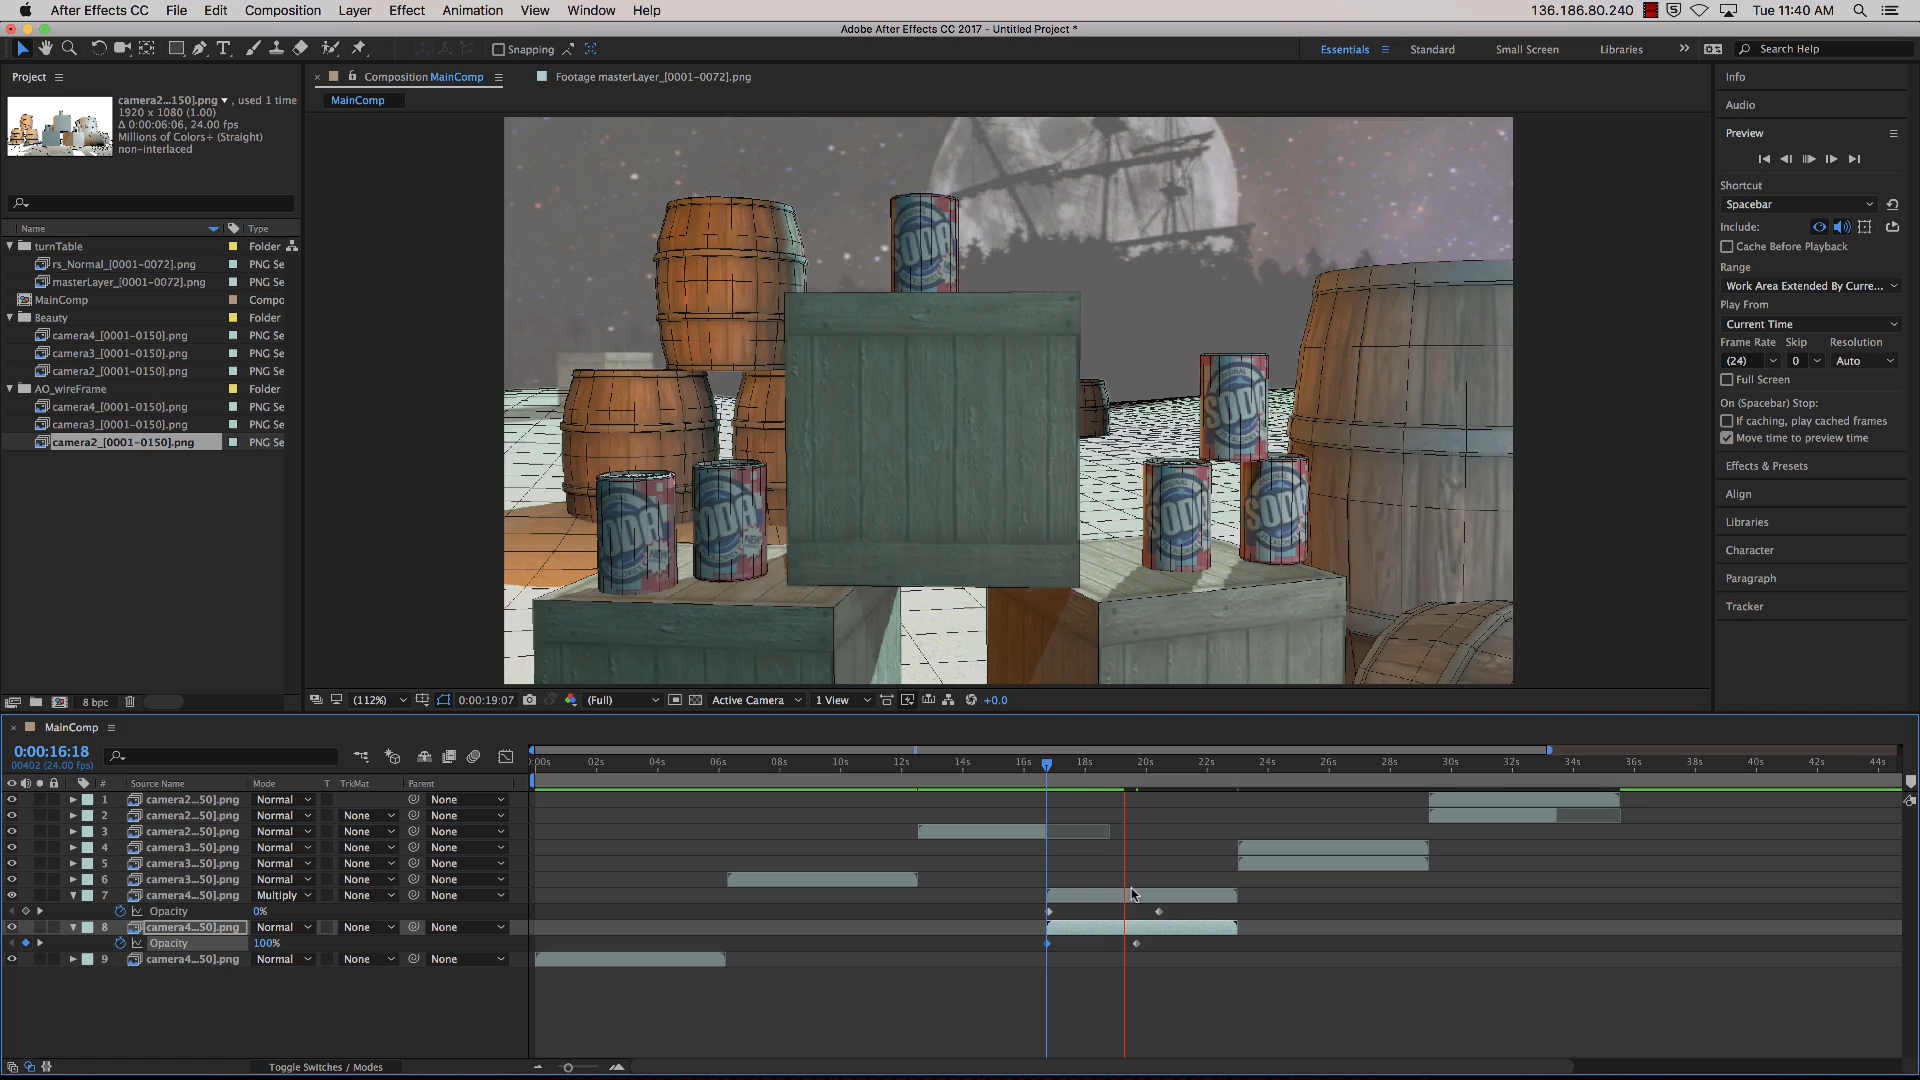 After Effects CC File Edit Composition Layer Effect Animation View Window Help 136.186.80.240 Tue 11:40 AM
Adobe After Effects CC 2017 - Untitled Project *
Snapping Essentials Standard Small Screen Libraries Search Help
Project
Composition MainComp Footage masterLayer_[0001-0072].png
MainComp
camera2...150].png , used 1 time
1920 x 1080 (1.00)
Δ 0:00:06:06, 24.00 fps
Millions of Colors+ (Straight)
non-interlaced
Name Type
turnTable Folder
rs_Normal_[0001-0072].png PNG Se
masterLayer_[0001-0072].png PNG Se
MainComp Compo
Beauty Folder
camera4_[0001-0150].png PNG Se
camera3_[0001-0150].png PNG Se
camera2_[0001-0150].png PNG Se
AO_wireFrame Folder
camera4_[0001-0150].png PNG Se
camera3_[0001-0150].png PNG Se
camera2_[0001-0150].png PNG Se
8 bpc
SODA
ORIGINAL
SODA
SODA
NEW
SODA
NEW
SODA
SODA
(112%) 0:00:19:07 (Full) Active Camera 1 View +0.0
Info
Audio
Preview
Shortcut
Spacebar
Include:
Cache Before Playback
Range
Work Area Extended By Curre...
Play From
Current Time
Frame Rate Skip Resolution
(24) 0 Auto
Full Screen
On (Spacebar) Stop:
If caching, play cached frames
Move time to preview time
Effects & Presets
Align
Libraries
Character
Paragraph
Tracker
MainComp
0:00:16:18
00402 (24.00 fps)
# Source Name Mode T TrkMat Parent
:00s 02s 04s 06s 08s 10s 12s 14s 16s 18s 20s 22s 24s 26s 28s 30s 32s 34s 36s 38s 40s 42s 44s
1 camera2...50].png Normal None
2 camera2...50].png Normal None None
3 camera2...50].png Normal None None
4 camera3...50].png Normal None None
5 camera3...50].png Normal None None
6 camera3...50].png Normal None None
7 camera4...50].png Multiply None None
Opacity 0%
8 camera4...50].png Normal None None
Opacity 100%
9 camera4...50].png Normal None None
Toggle Switches / Modes